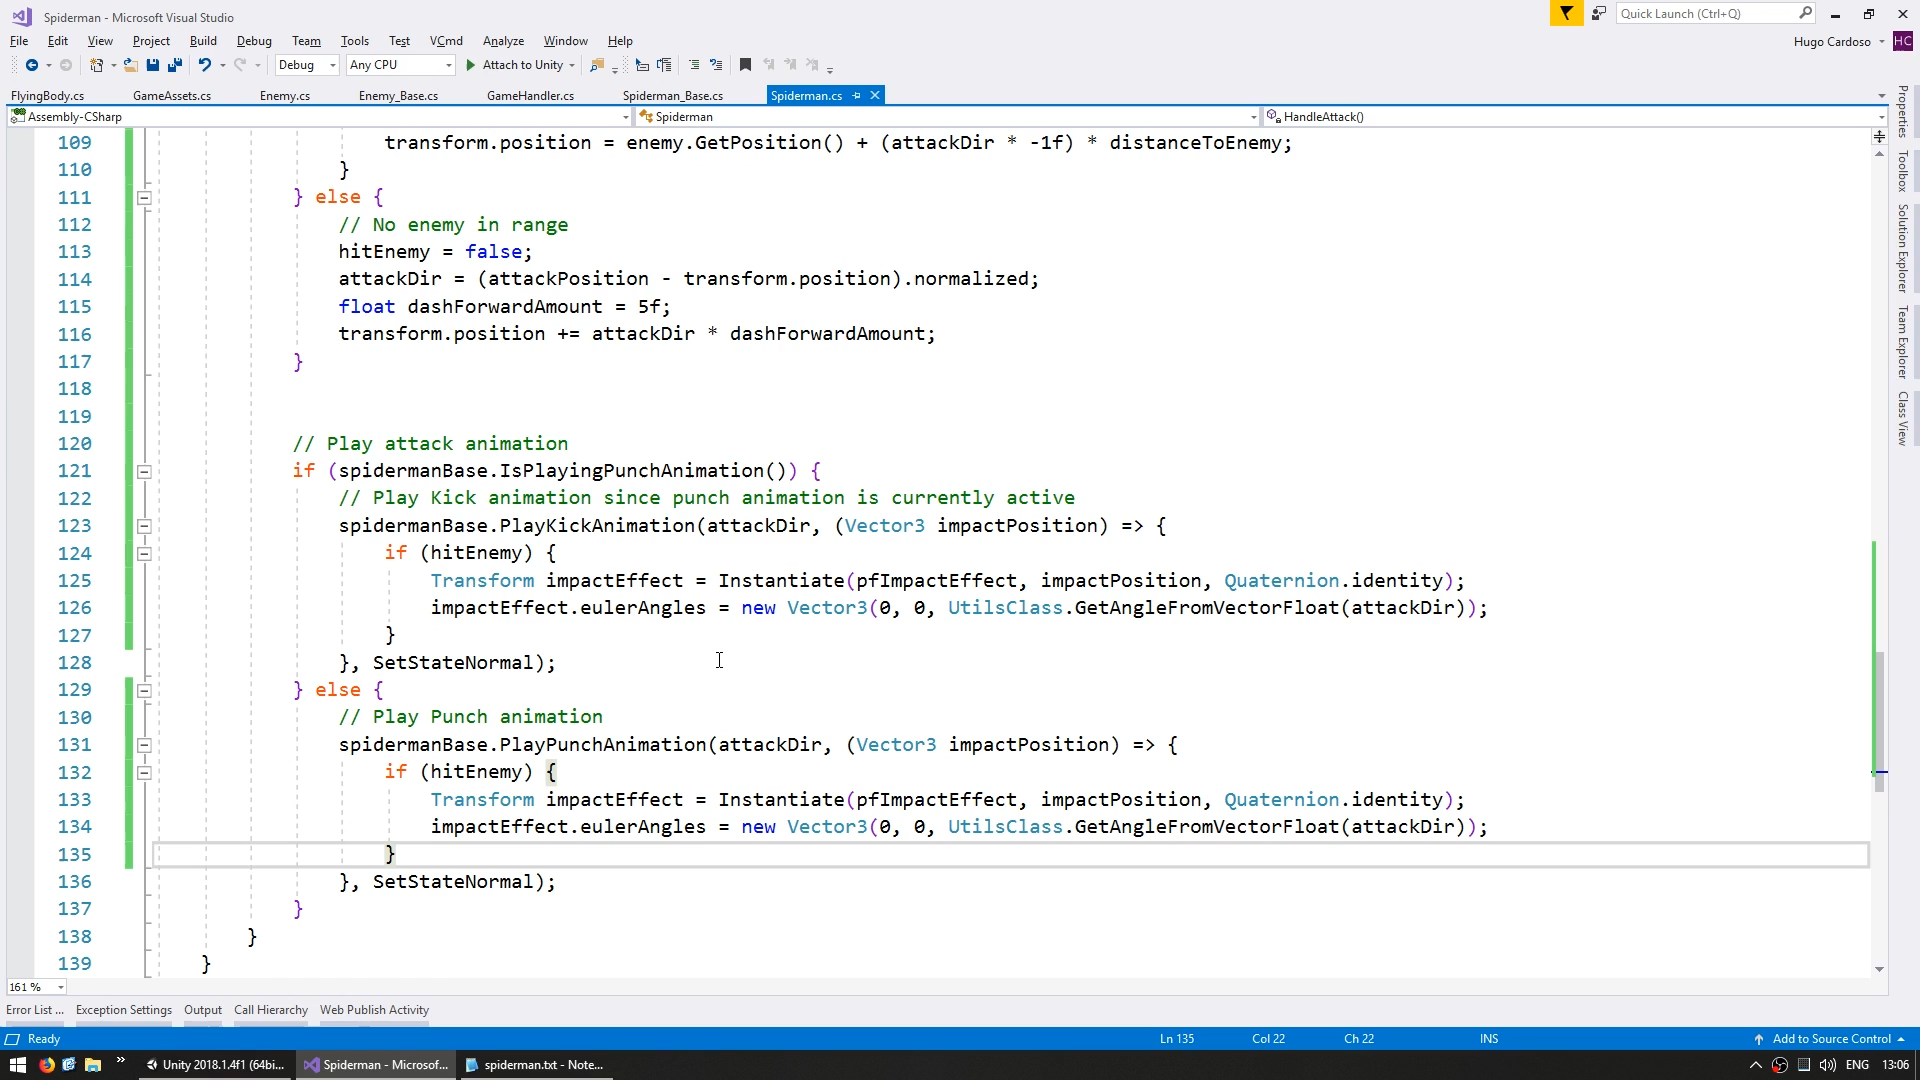 Spiderman - Microsoft Visual Studio
Quick Launch (Ctrl+Q)
File Edit View Project Build Debug Team Tools Test VCmd Analyze Window Help
Hugo Cardoso HC
Debug Any CPU Attach to Unity
FlyingBody.cs GameAssets.cs Enemy.cs Enemy_Base.cs GameHandler.cs Spiderman_Base.cs Spiderman.cs
Assembly-CSharp Spiderman HandleAttack()
109 transform.position = enemy.GetPosition() + (attackDir * -1f) * distanceToEnemy;
110 }
111 } else {
112 // No enemy in range
113 hitEnemy = false;
114 attackDir = (attackPosition - transform.position).normalized;
115 float dashForwardAmount = 5f;
116 transform.position += attackDir * dashForwardAmount;
117 }
118
119
120 // Play attack animation
121 if (spidermanBase.IsPlayingPunchAnimation()) {
122 // Play Kick animation since punch animation is currently active
123 spidermanBase.PlayKickAnimation(attackDir, (Vector3 impactPosition) => {
124 if (hitEnemy) {
125 Transform impactEffect = Instantiate(pfImpactEffect, impactPosition, Quaternion.identity);
126 impactEffect.eulerAngles = new Vector3(0, 0, UtilsClass.GetAngleFromVectorFloat(attackDir));
127 }
128 }, SetStateNormal);
129 } else {
130 // Play Punch animation
131 spidermanBase.PlayPunchAnimation(attackDir, (Vector3 impactPosition) => {
132 if (hitEnemy) {
133 Transform impactEffect = Instantiate(pfImpactEffect, impactPosition, Quaternion.identity);
134 impactEffect.eulerAngles = new Vector3(0, 0, UtilsClass.GetAngleFromVectorFloat(attackDir));
135 }
136 }, SetStateNormal);
137 }
138 }
139 }
Properties
Toolbox
Solution Explorer
Team Explorer
Class View
161 %
Error List ... Exception Settings Output Call Hierarchy Web Publish Activity
Ready Ln 135 Col 22 Ch 22 INS Add to Source Control
Unity 2018.1.4f1 (64bi... Spiderman - Microsof... spiderman.txt - Note... ENG 13:06